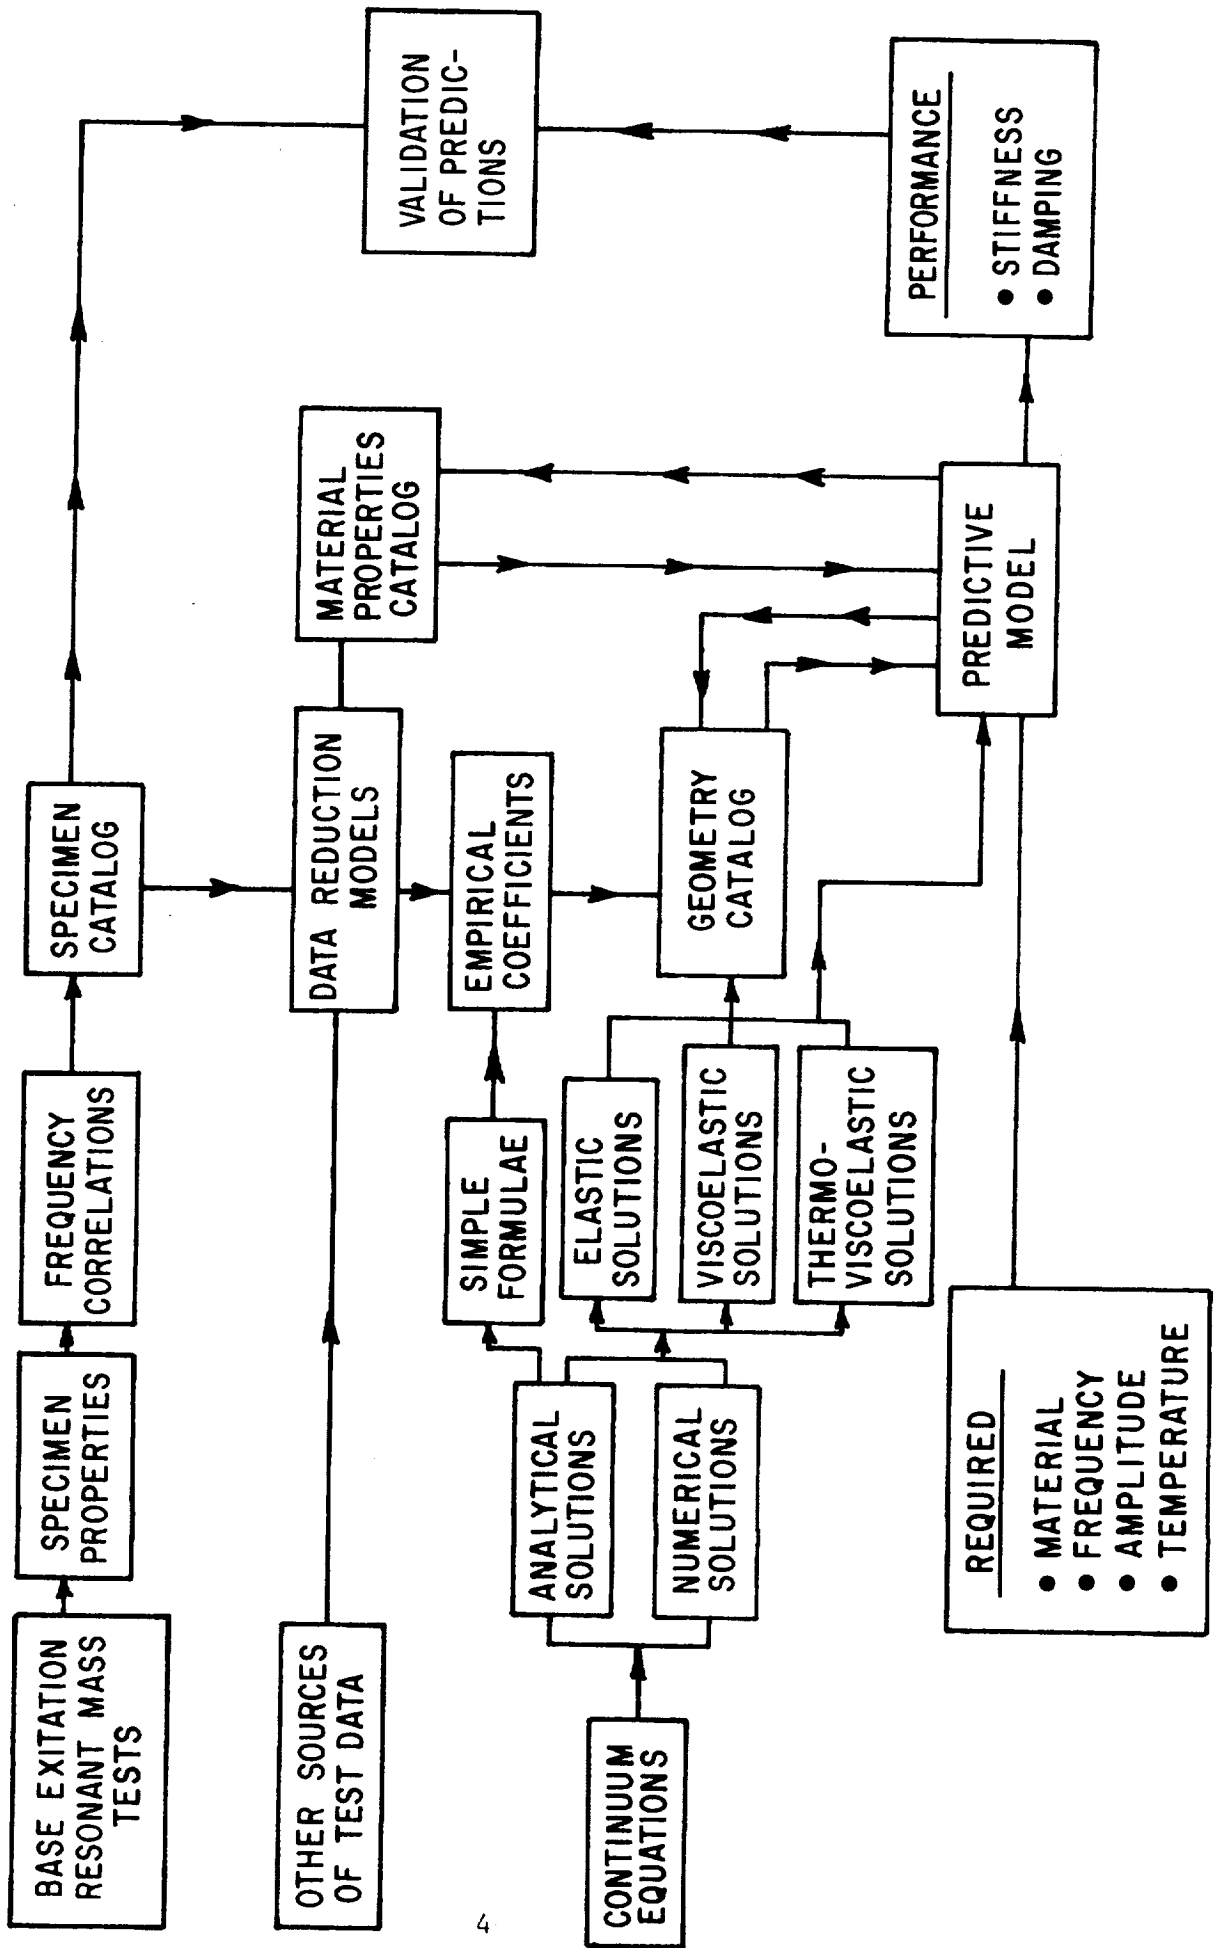 BASE EXITATION
RESONANT MASS
TESTS
SPECIMEN
PROPERTIES
FREQUENCY
CORRELATIONS
SPECIMEN
CATALOG
VALIDATION
OF PREDIC-
TIONS
OTHER SOURCES
OF TEST DATA
DATA REDUCTION
MODELS
MATERIAL
PROPERTIES
CATALOG
SIMPLE
FORMULAE
EMPIRICAL
COEFFICIENTS
CONTINUUM
EQUATIONS
ANALYTICAL
SOLUTIONS
NUMERICAL
SOLUTIONS
ELASTIC
SOLUTIONS
VISCOELASTIC
SOLUTIONS
THERMO-
VISCOELASTIC
SOLUTIONS
GEOMETRY
CATALOG
REQUIRED
• MATERIAL
• FREQUENCY
• AMPLITUDE
• TEMPERATURE
PREDICTIVE
MODEL
PERFORMANCE
• STIFFNESS
• DAMPING
4